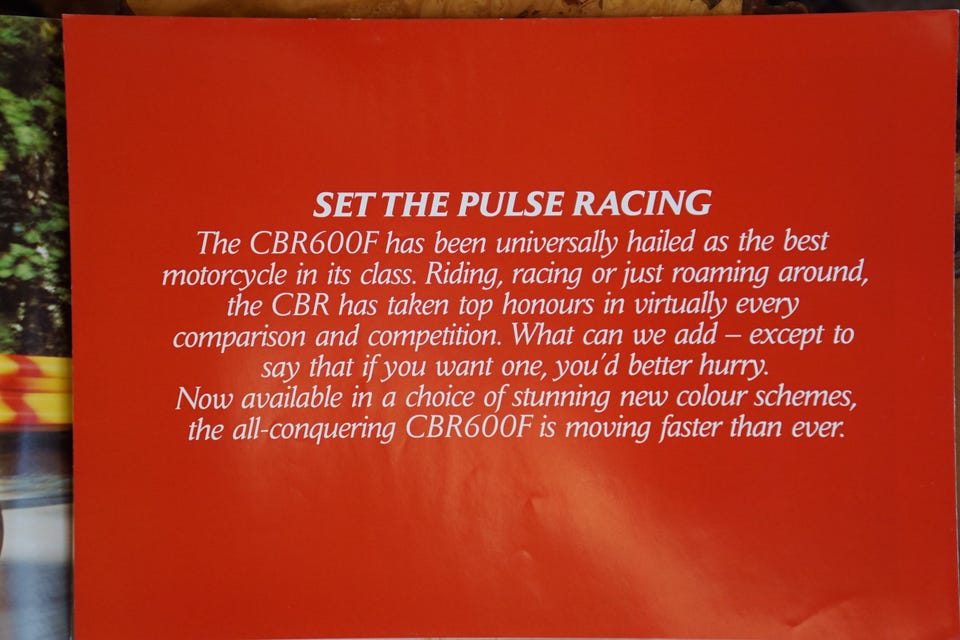 SET THE PULSE RACING
The CBR600F has been universally hailed as the best
motorcycle in its class. Riding, racing or just roaming around,
the CBR has taken top honours in virtually every
comparison and competition. What can we add – except to
say that if you want one, you'd better hurry.
Now available in a choice of stunning new colour schemes,
the all-conquering CBR600F is moving faster than ever.